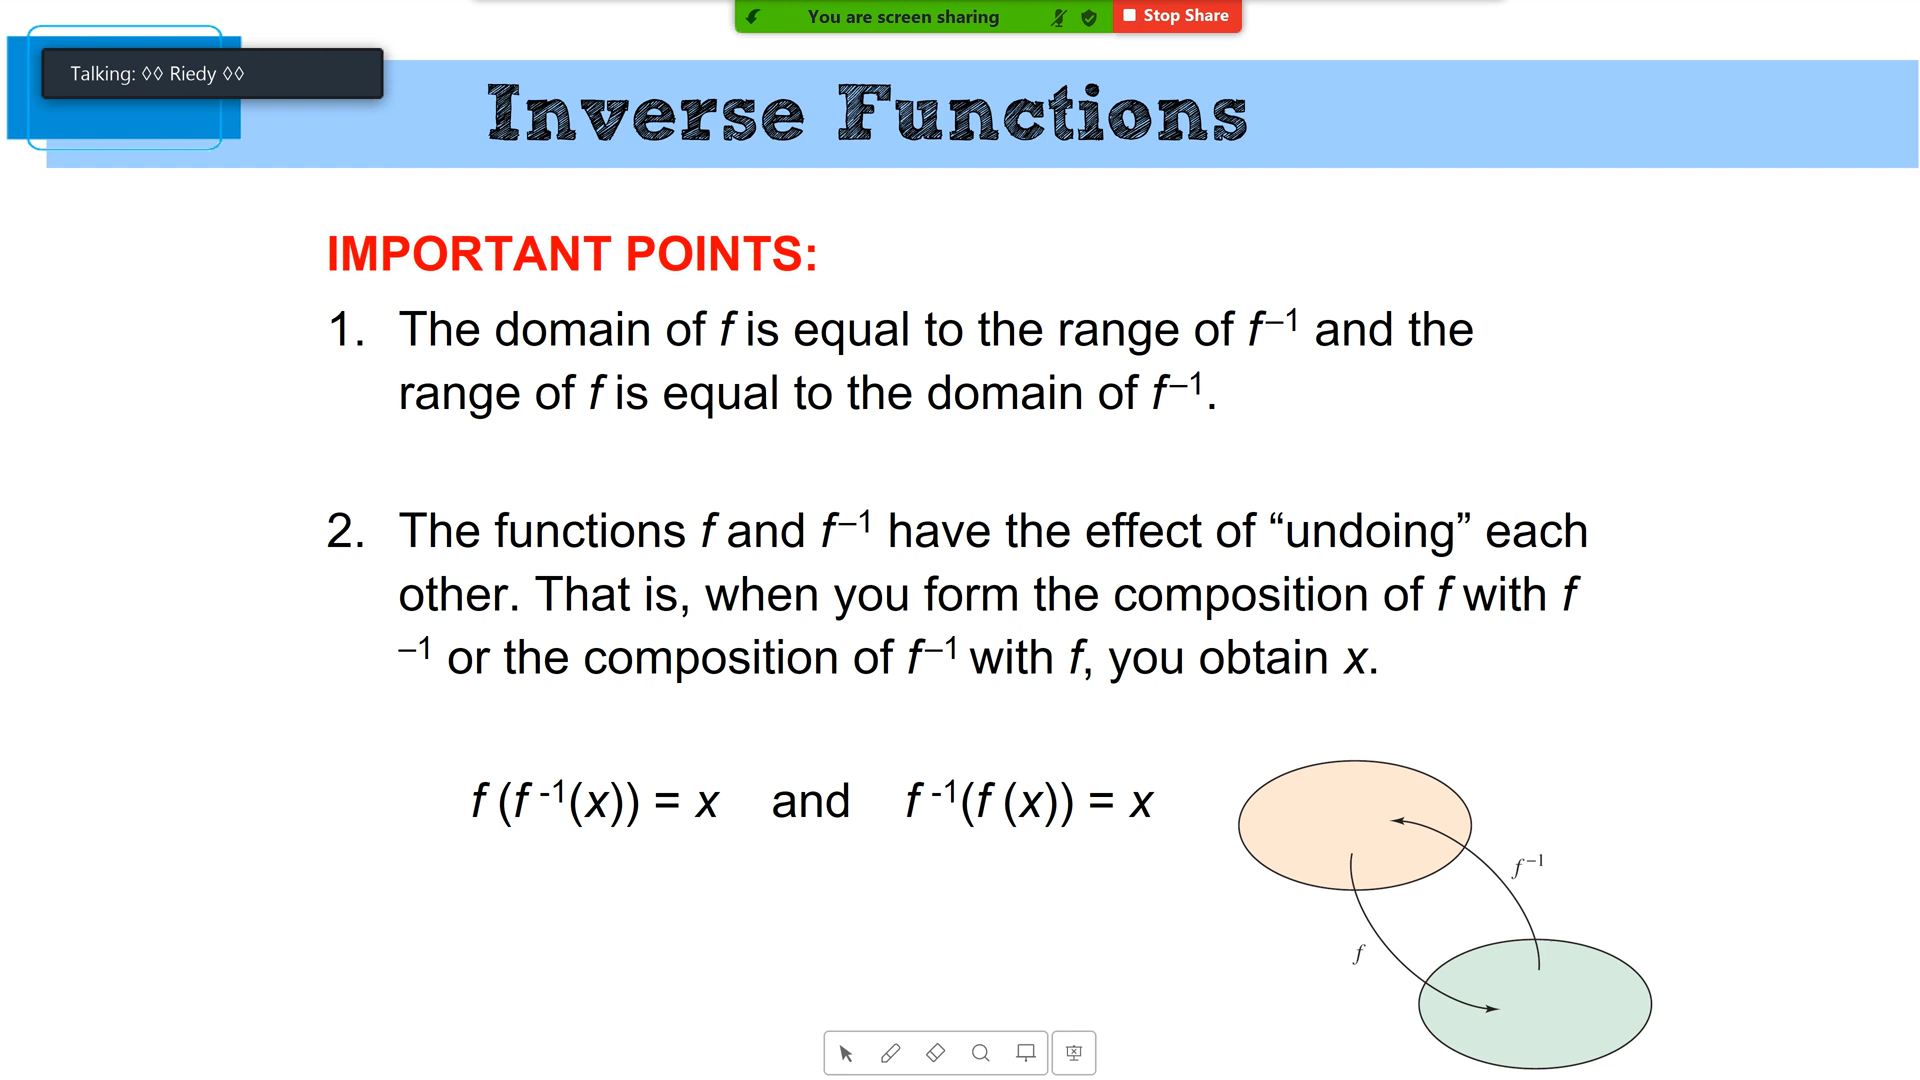 You are screen sharing
Stop Share
Talking: ◊◊ Riedy ◊◊
Inverse Functions
IMPORTANT POINTS:
1. The domain of f is equal to the range of f⁻¹ and the
range of f is equal to the domain of f⁻¹.
2. The functions f and f⁻¹ have the effect of “undoing” each
other. That is, when you form the composition of f with f
⁻¹ or the composition of f⁻¹ with f, you obtain x.
f (f ⁻¹(x)) = x and f ⁻¹(f (x)) = x
f⁻¹
f